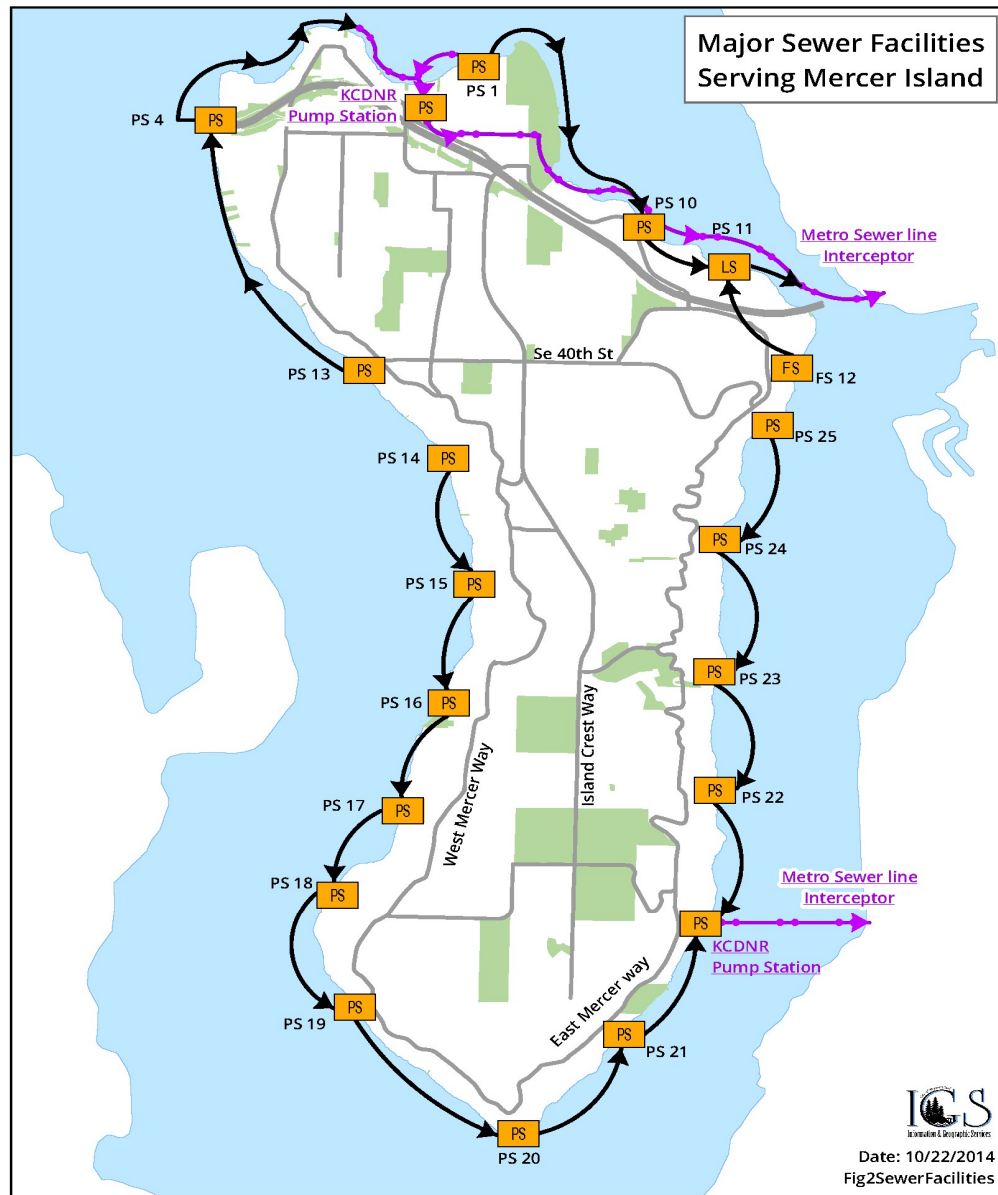 Major Sewer Facilities
Serving Mercer Island
PS
PS 1
KCDNR
Pump Station
PS
PS 4
PS
PS 10
PS
PS 11
LS
Metro Sewer line
Interceptor
Se 40th St
PS 13
PS
FS
FS 12
PS
PS 25
PS 14
PS
PS
PS 24
PS 15
PS
PS
PS 23
PS 16
PS
Island Crest Way
West Mercer Way
PS
PS 22
PS 17
PS
PS 18
PS
Metro Sewer line
Interceptor
PS
KCDNR
Pump Station
East Mercer way
PS 19
PS
PS
PS 21
PS
PS 20
IGS
Information & Geographic Services
Date: 10/22/2014
Fig2SewerFacilities